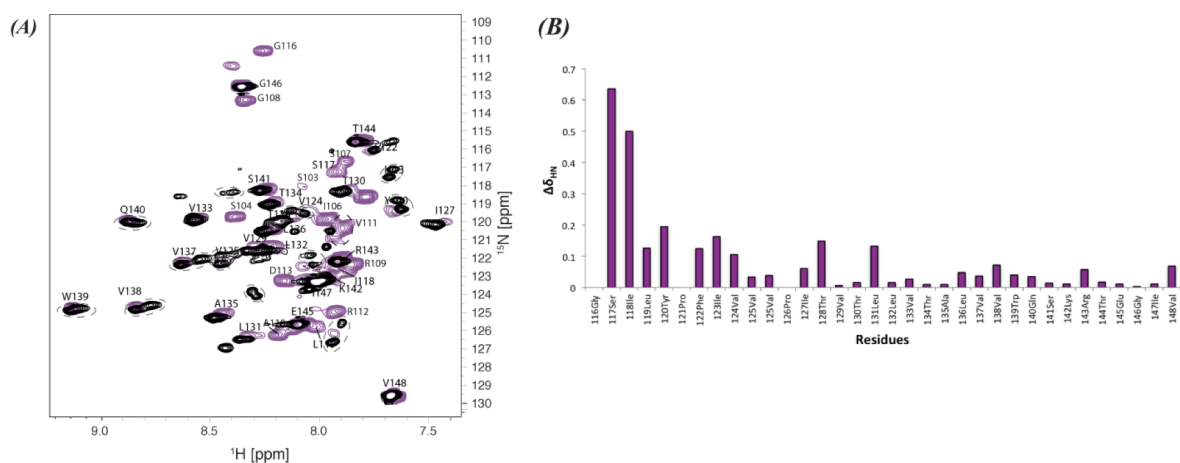 (A)
G116
G146
G108
T144
S107
S117
S103
T130
S141
T134
V124
I106
S104
Q140
V133
I127
V111
L136
V129
L132
V137
V125
R143
R109
D113
I118
K142
I147
W139
V138
A135
E145
R112
L131
V148
109
110
111
112
113
114
115
116
117
118
119
120
121
122
123
124
125
126
127
128
129
130
¹⁵N [ppm]
9.0
8.5
8.0
7.5
¹H [ppm]
(B)
0.7
0.6
0.5
0.4
0.3
0.2
0.1
0
Δδ_HN
116Gly
117Ser
118Ile
119Leu
120Tyr
121Pro
122Phe
123Ile
124Val
125Val
125Val
126Pro
127Ile
128Thr
129Val
130Thr
131Leu
132Leu
133Val
134Thr
135Ala
136Leu
137Val
138Val
139Trp
140Gln
141Ser
142Lys
143Arg
144Thr
145Glu
146Gly
147Ile
148Val
Residues